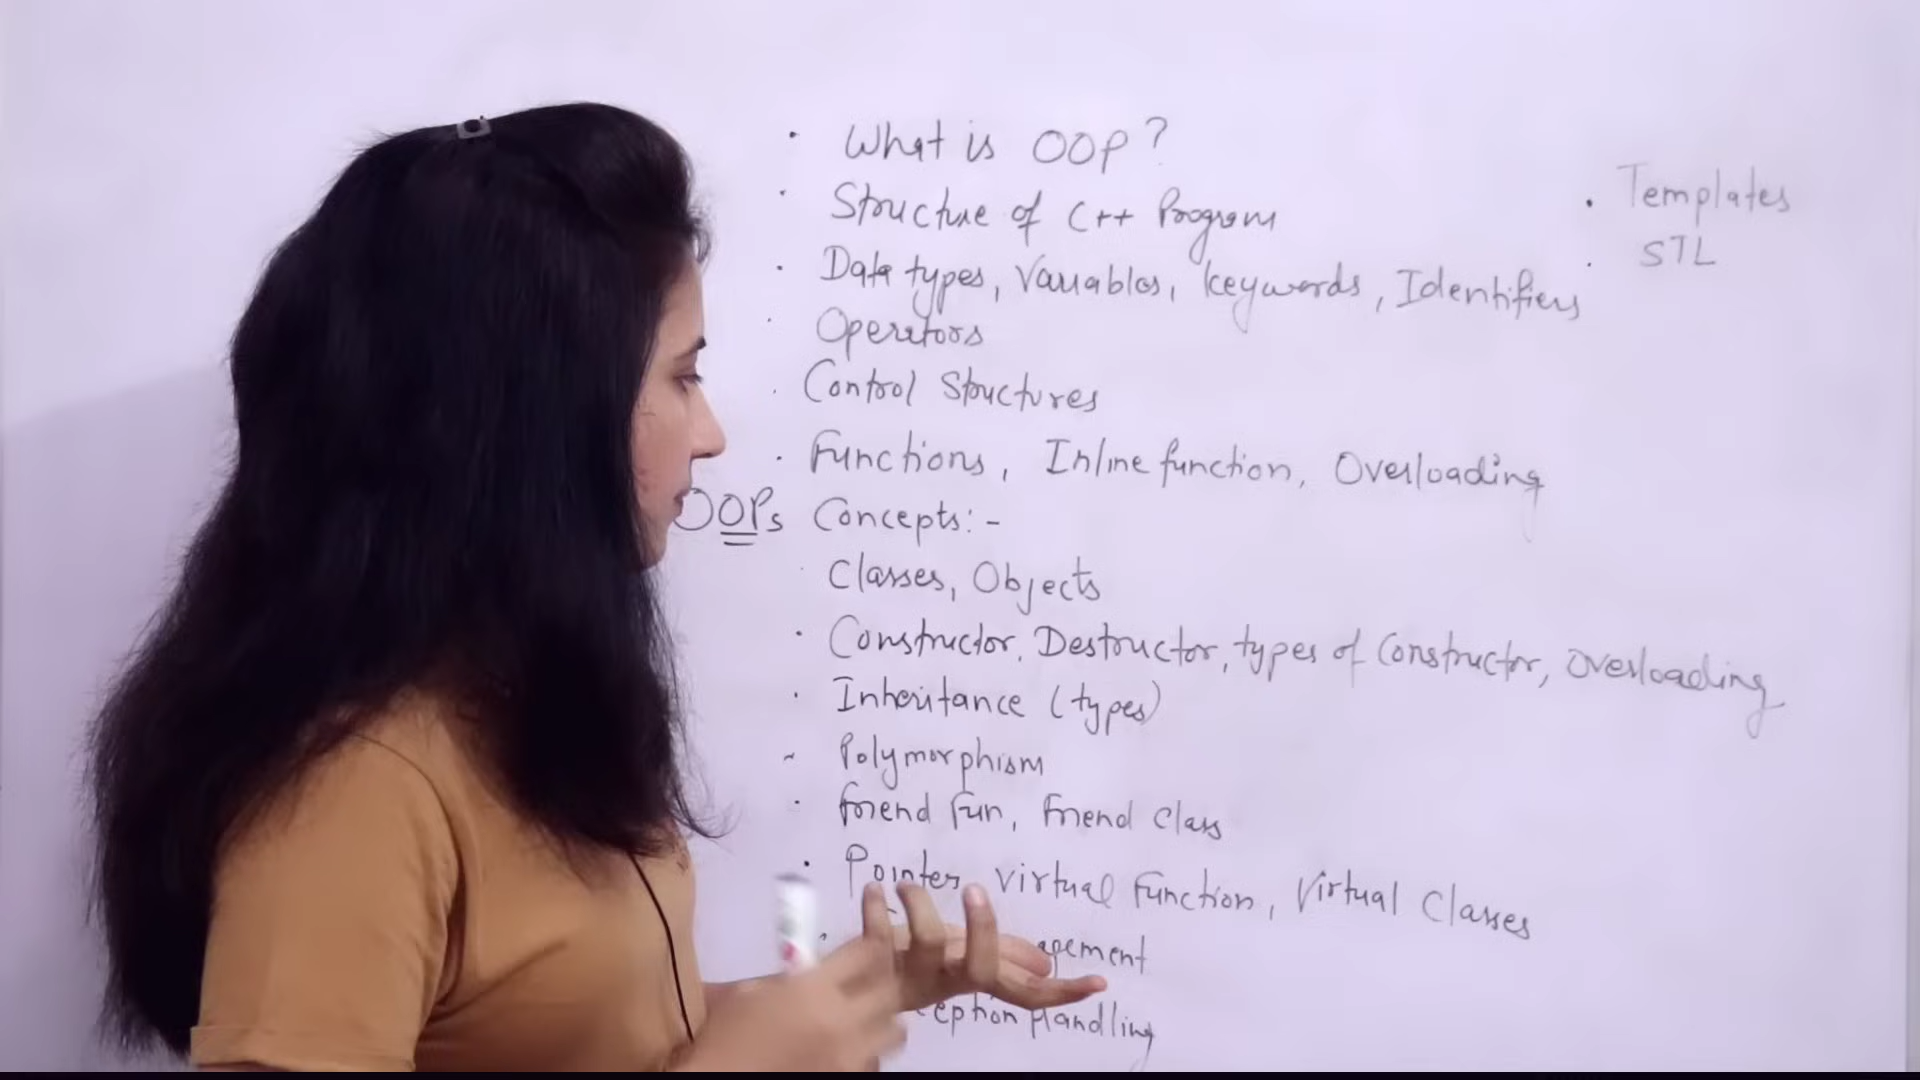 • What is OOP?
• Structure of C++ Program
• Data types, Variables, Keywords, Identifiers
• Operators
• Control Structures
• Functions, Inline function, Overloading
OOPs Concepts:-
• Classes, Objects
• Constructor, Destructor, types of Constructor, Overloading
• Inheritance (types)
- Polymorphism
• Friend Fun, Friend Class
• Pointer, Virtual Function, Virtual Classes
• Handling
• Templates
• STL